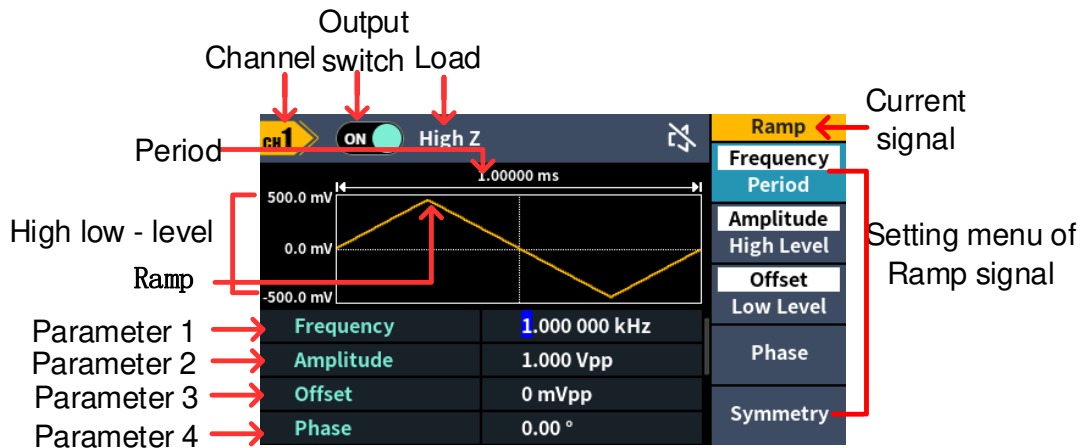 Output
Channel switch Load
Current
signal
CH1 ON High Z Ramp
Period
1.00000 ms
Frequency
Period
500.0 mV
High low - level
0.0 mV
Ramp
-500.0 mV
Amplitude
High Level
Setting menu of
Ramp signal
Offset
Low Level
Parameter 1 Frequency 1.000 000 kHz
Parameter 2 Amplitude 1.000 Vpp
Phase
Parameter 3 Offset 0 mVpp
Parameter 4 Phase 0.00 °
Symmetry